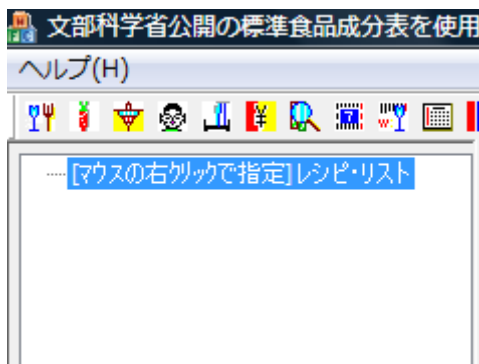 文部科学省公開の標準食品成分表を使用
ヘルプ(H)
[マウスの右クリックで指定]レシピ・リスト